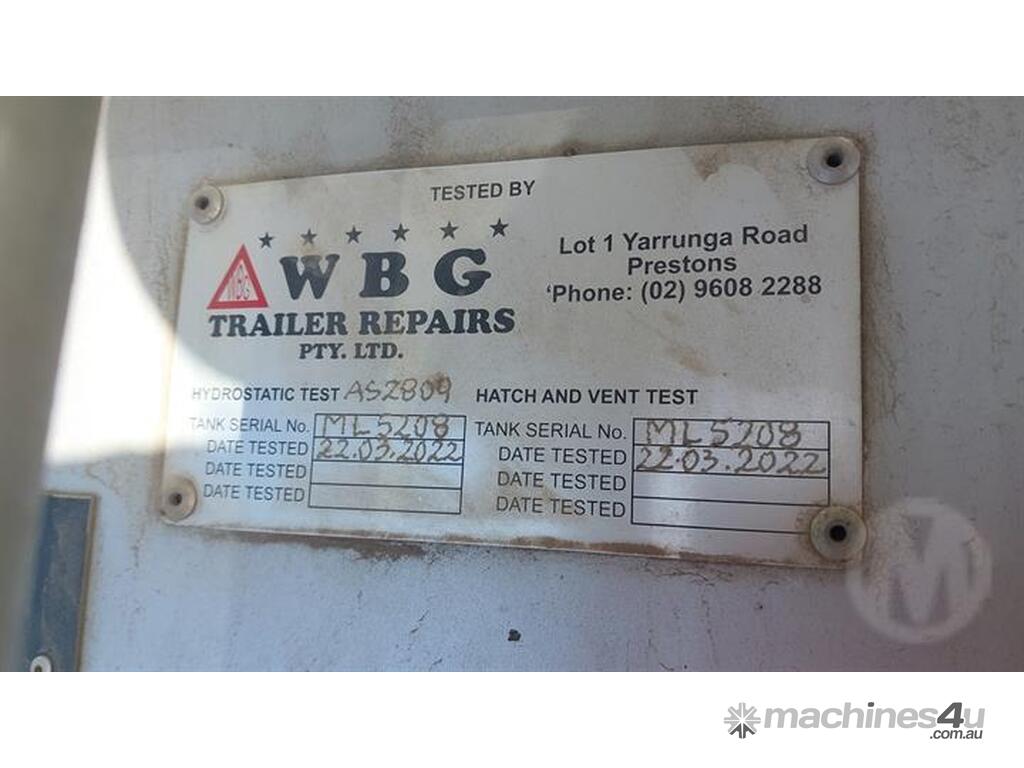 TESTED BY
WBG
WBG
TRAILER REPAIRS
PTY. LTD.
Lot 1 Yarrunga Road
Prestons
'Phone: (02) 9608 2288
HYDROSTATIC TEST AS2809
TANK SERIAL No. ML5208
DATE TESTED 22.03.2022
DATE TESTED
DATE TESTED
HATCH AND VENT TEST
TANK SERIAL No. ML5208
DATE TESTED 22.03.2022
DATE TESTED
DATE TESTED
M
machines4u
.com.au